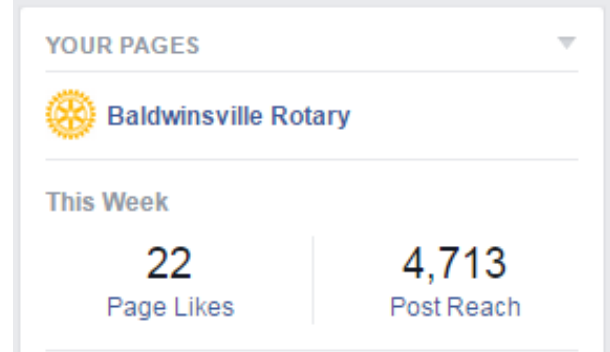 YOUR PAGES
Baldwinsville Rotary
This Week
22 4,713
Page Likes Post Reach